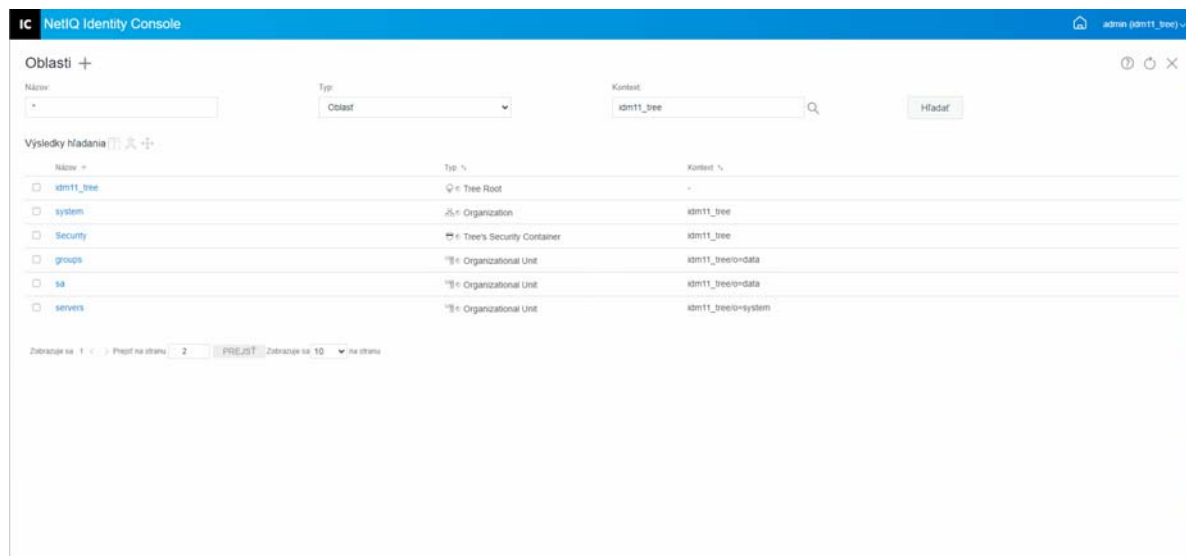 IC NetIQ Identity Console
admin (idm11_tree)
Oblasti
Názov: Typ: Kontext:
* Oblasť idm11_tree Hľadať
Výsledky hľadania
Názov Typ Kontext
idm11_tree Tree Root -
system Organization idm11_tree
Security Tree's Security Container idm11_tree
groups Organizational Unit idm11_tree/o=data
sa Organizational Unit idm11_tree/o=data
servers Organizational Unit idm11_tree/o=system
Zobrazuje sa 1 < > Prejsť na stranu 2 PREJSŤ Zobrazuje sa 10 na stranu